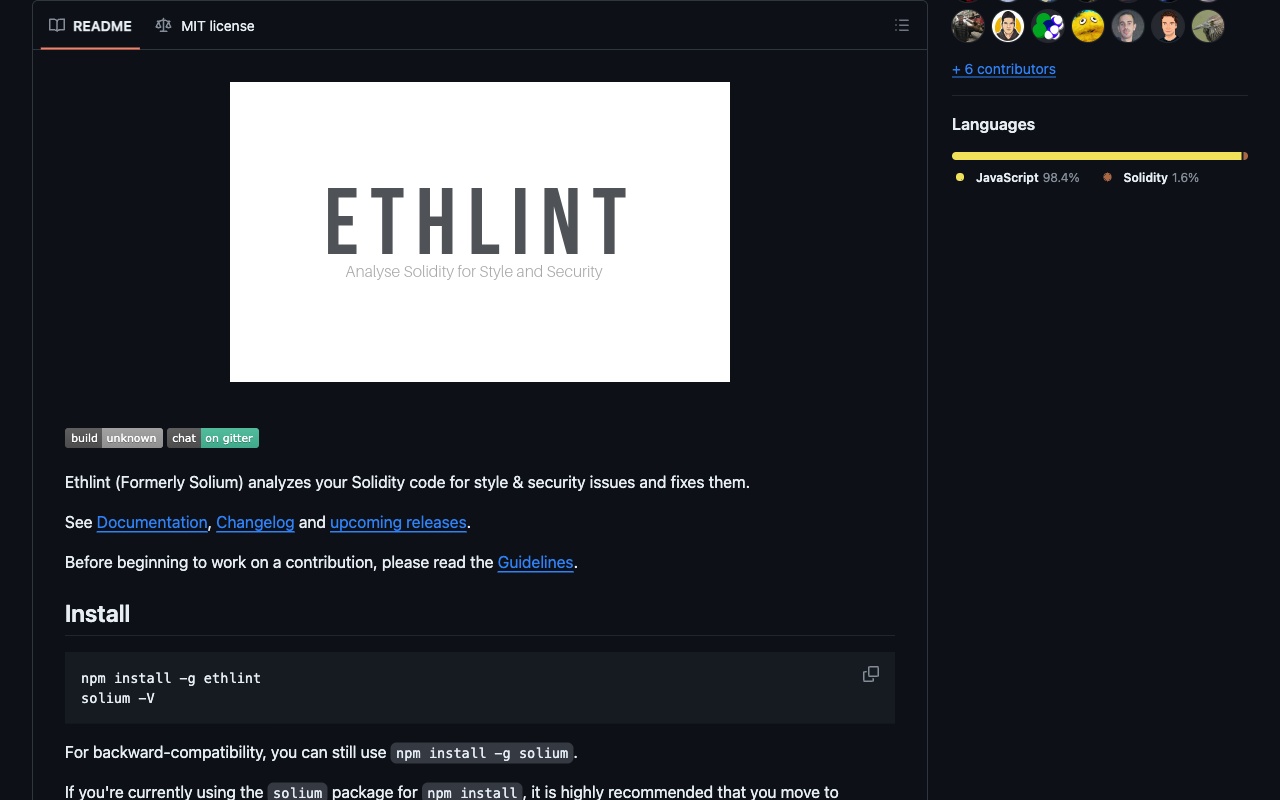 README
MIT license
+ 6 contributors
Languages
JavaScript 98.4%
Solidity 1.6%
ETHLINT
Analyse Solidity for Style and Security
build unknown
chat on gitter
Ethlint (Formerly Solium) analyzes your Solidity code for style & security issues and fixes them.
See Documentation, Changelog and upcoming releases.
Before beginning to work on a contribution, please read the Guidelines.
Install
npm install -g ethlint
solium -V
For backward-compatibility, you can still use npm install -g solium.
If you're currently using the solium package for npm install, it is highly recommended that you move to